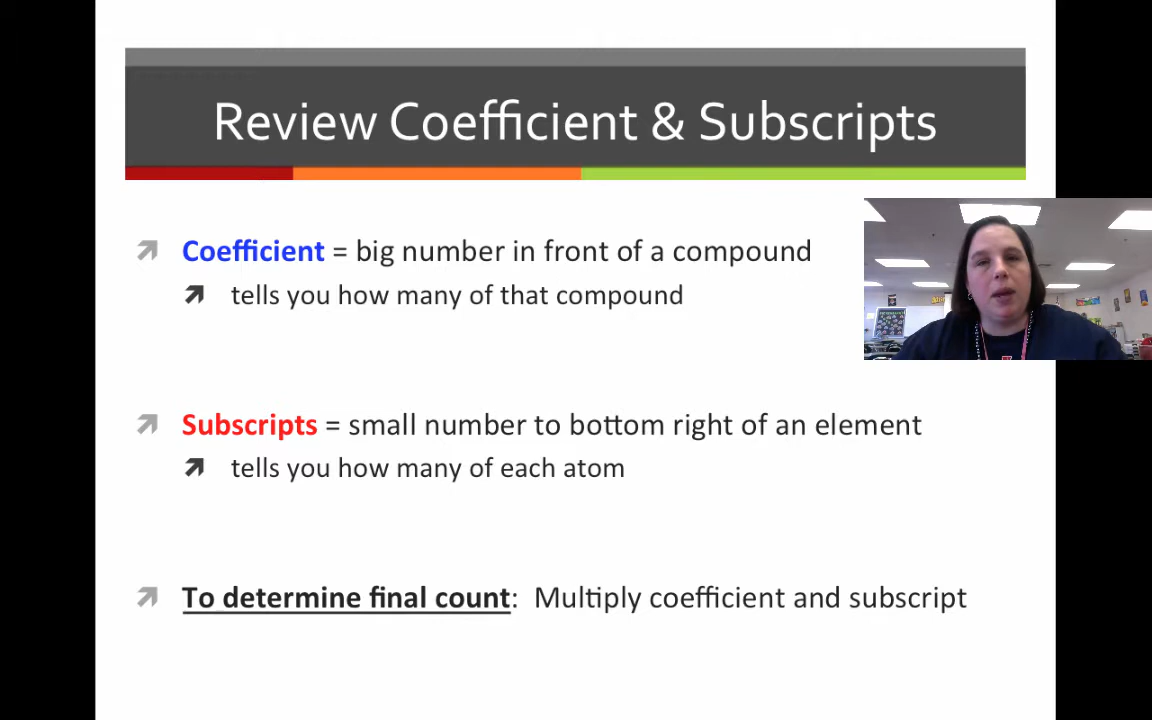 Review Coefficient & Subscripts
Coefficient = big number in front of a compound
tells you how many of that compound
Subscripts = small number to bottom right of an element
tells you how many of each atom
To determine final count: Multiply coefficient and subscript